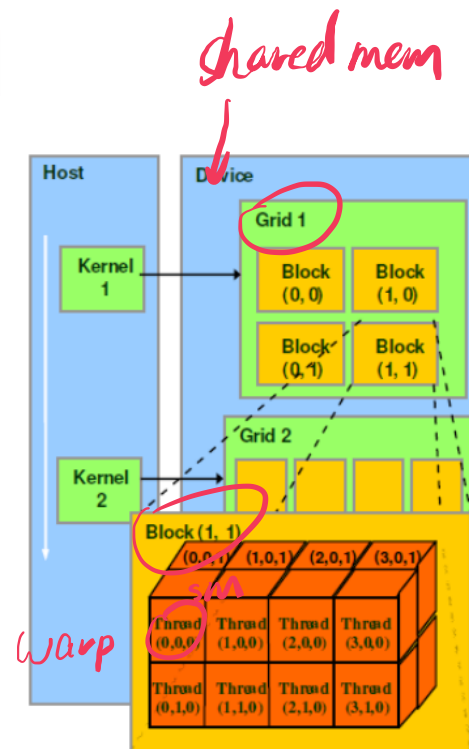 shared mem
Host
Device
Grid 1
Kernel
1
Block
(0, 0)
Block
(1, 0)
Block
(0, 1)
Block
(1, 1)
Grid 2
Kernel
2
Block (1, 1)
(0,0,1)
(1,0,1)
(2,0,1)
(3,0,1)
sm
warp
Thread
(0,0,0)
Thread
(1,0,0)
Thread
(2,0,0)
Thread
(3,0,0)
Thread
(0,1,0)
Thread
(1,1,0)
Thread
(2,1,0)
Thread
(3,1,0)